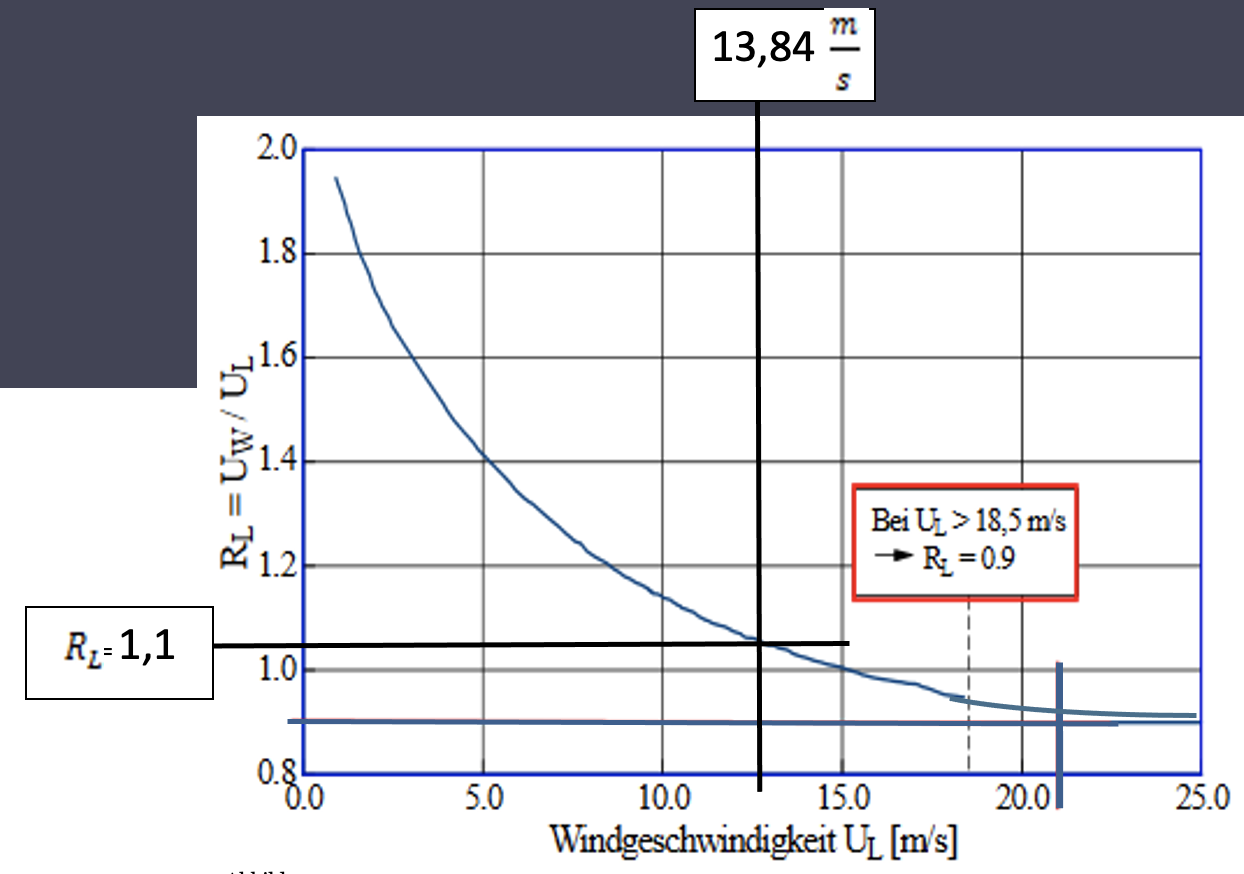 13,84 m/s
2.0
1.8
1.6
1.4
1.2
1.0
0.8
R_L = U_W / U_L
Bei U_L > 18,5 m/s
→ R_L = 0.9
R_L = 1,1
0.0 5.0 10.0 15.0 20.0 25.0
Windgeschwindigkeit U_L [m/s]